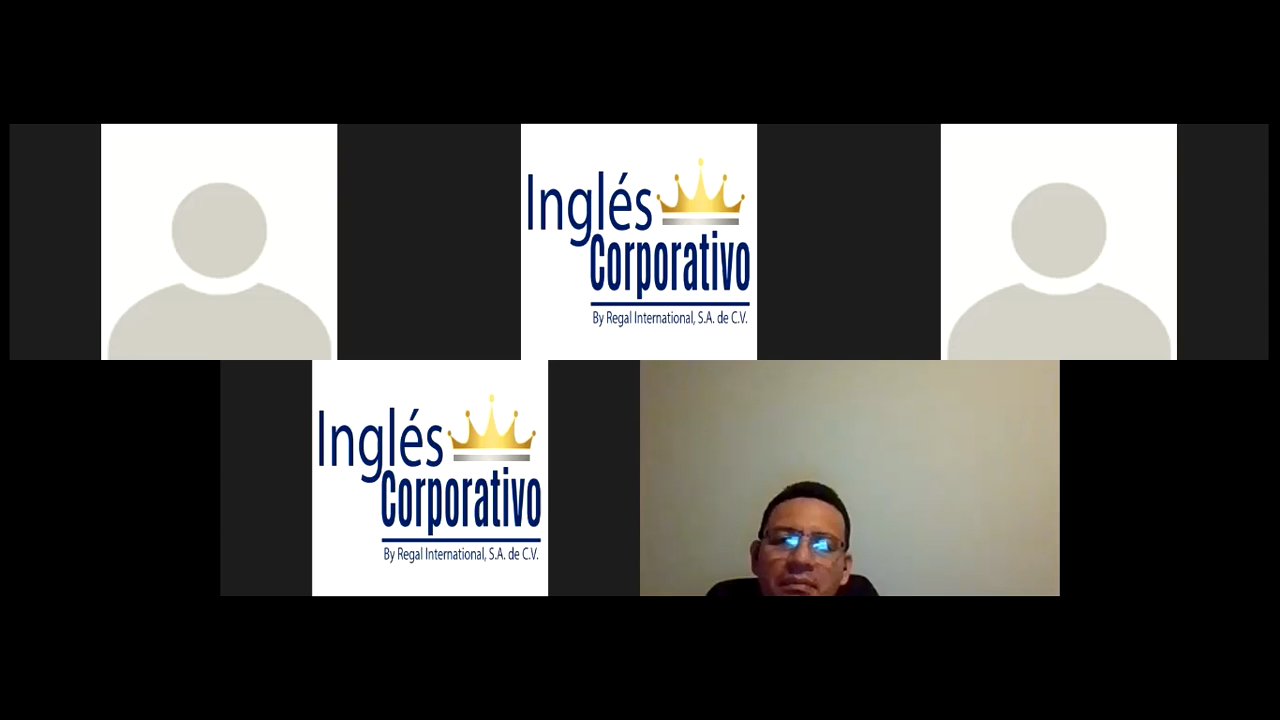 Inglés
Corporativo
By Regal International, S.A. de C.V.
Inglés
Corporativo
By Regal International, S.A. de C.V.